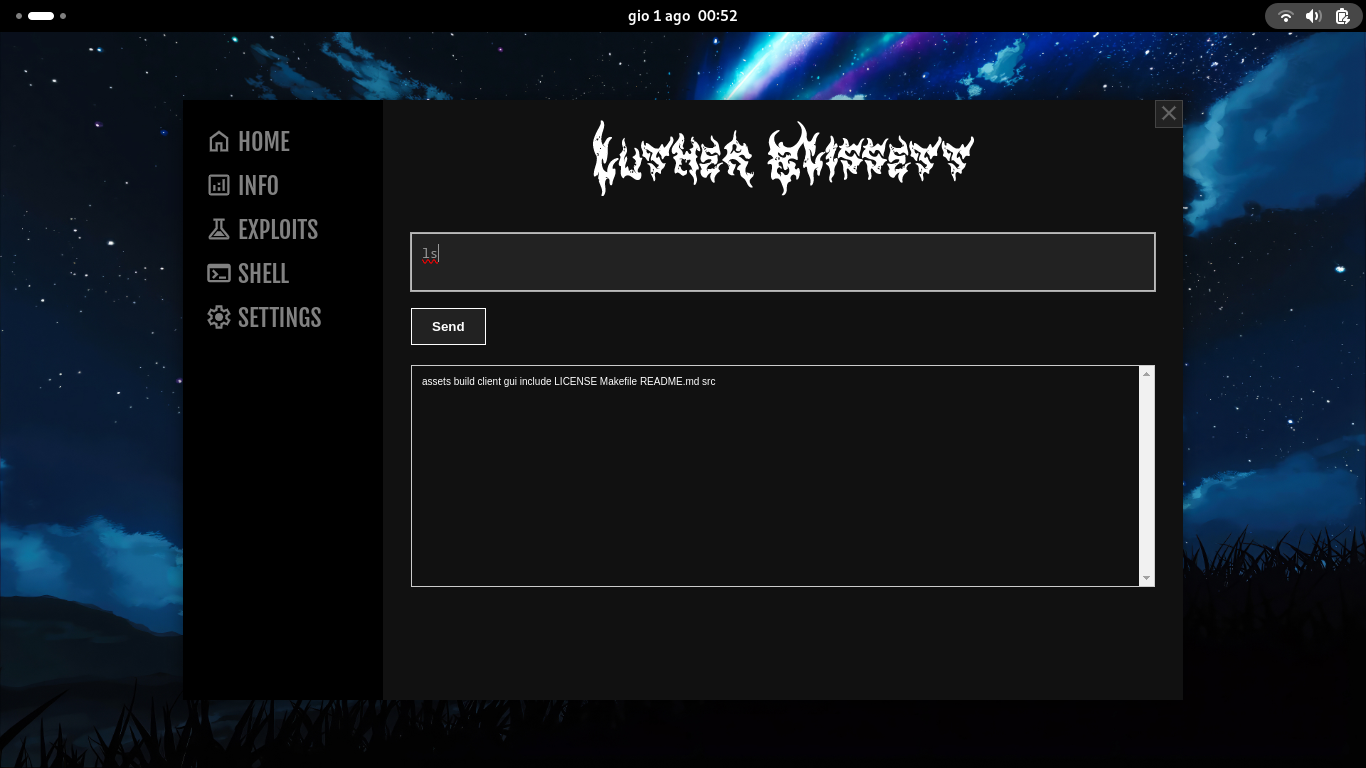 gio 1 ago 00:52
HOME
INFO
EXPLOITS
SHELL
SETTINGS
Luther Blissett
ls
Send
assets build client gui include LICENSE Makefile README.md src